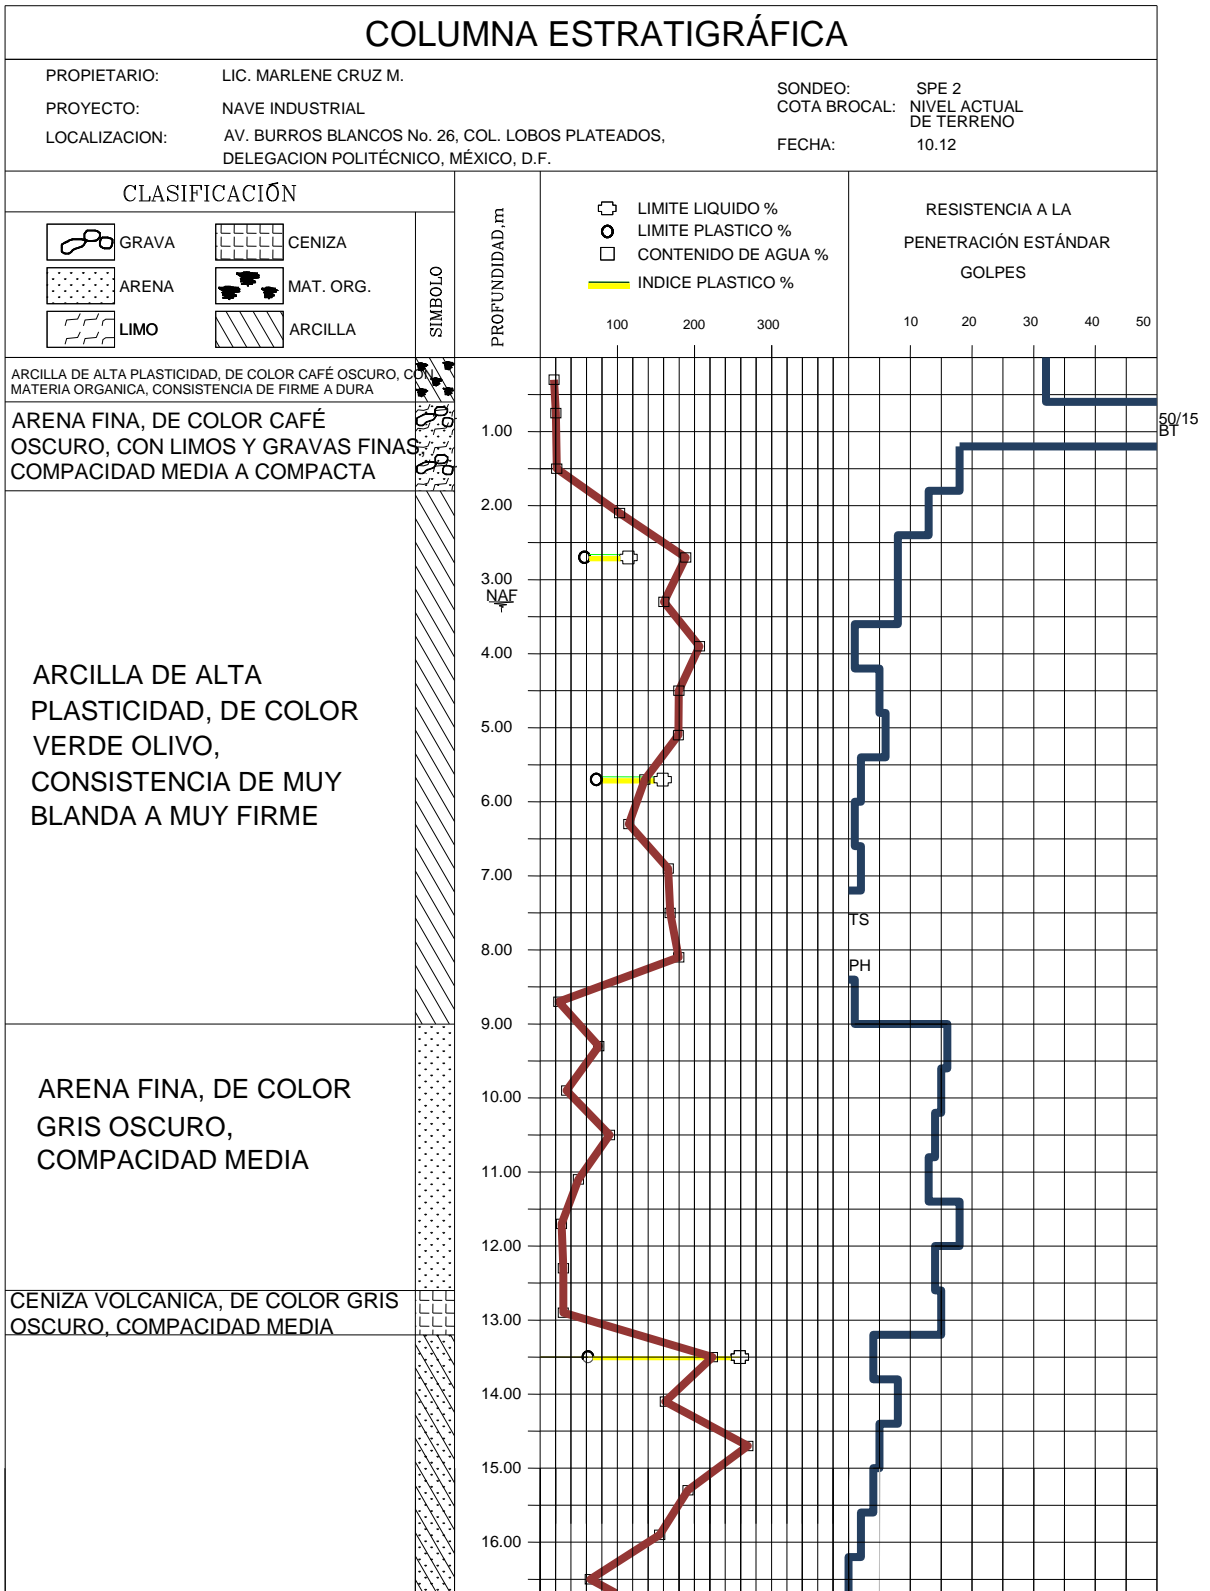 COLUMNA ESTRATIGRÁFICA
PROPIETARIO: LIC. MARLENE CRUZ M.
PROYECTO: NAVE INDUSTRIAL
LOCALIZACION: AV. BURROS BLANCOS No. 26, COL. LOBOS PLATEADOS,
DELEGACION POLITÉCNICO, MÉXICO, D.F.
SONDEO: SPE 2
COTA BROCAL: NIVEL ACTUAL
DE TERRENO
FECHA: 10.12
CLASIFICACIÓN
GRAVA
CENIZA
ARENA
MAT. ORG.
LIMO
ARCILLA
SIMBOLO
PROFUNDIDAD,m
LIMITE LIQUIDO %
LIMITE PLASTICO %
CONTENIDO DE AGUA %
INDICE PLASTICO %
100 200 300
RESISTENCIA A LA
PENETRACIÓN ESTÁNDAR
GOLPES
10 20 30 40 50
ARCILLA DE ALTA PLASTICIDAD, DE COLOR CAFÉ OSCURO, CON
MATERIA ORGANICA, CONSISTENCIA DE FIRME A DURA
ARENA FINA, DE COLOR CAFÉ
OSCURO, CON LIMOS Y GRAVAS FINAS,
COMPACIDAD MEDIA A COMPACTA
50/15
BT
1.00
2.00
3.00
NAF
4.00
5.00
6.00
7.00
8.00
9.00
10.00
11.00
12.00
13.00
14.00
15.00
16.00
ARCILLA DE ALTA
PLASTICIDAD, DE COLOR
VERDE OLIVO,
CONSISTENCIA DE MUY
BLANDA A MUY FIRME
TS
PH
ARENA FINA, DE COLOR
GRIS OSCURO,
COMPACIDAD MEDIA
CENIZA VOLCANICA, DE COLOR GRIS
OSCURO, COMPACIDAD MEDIA